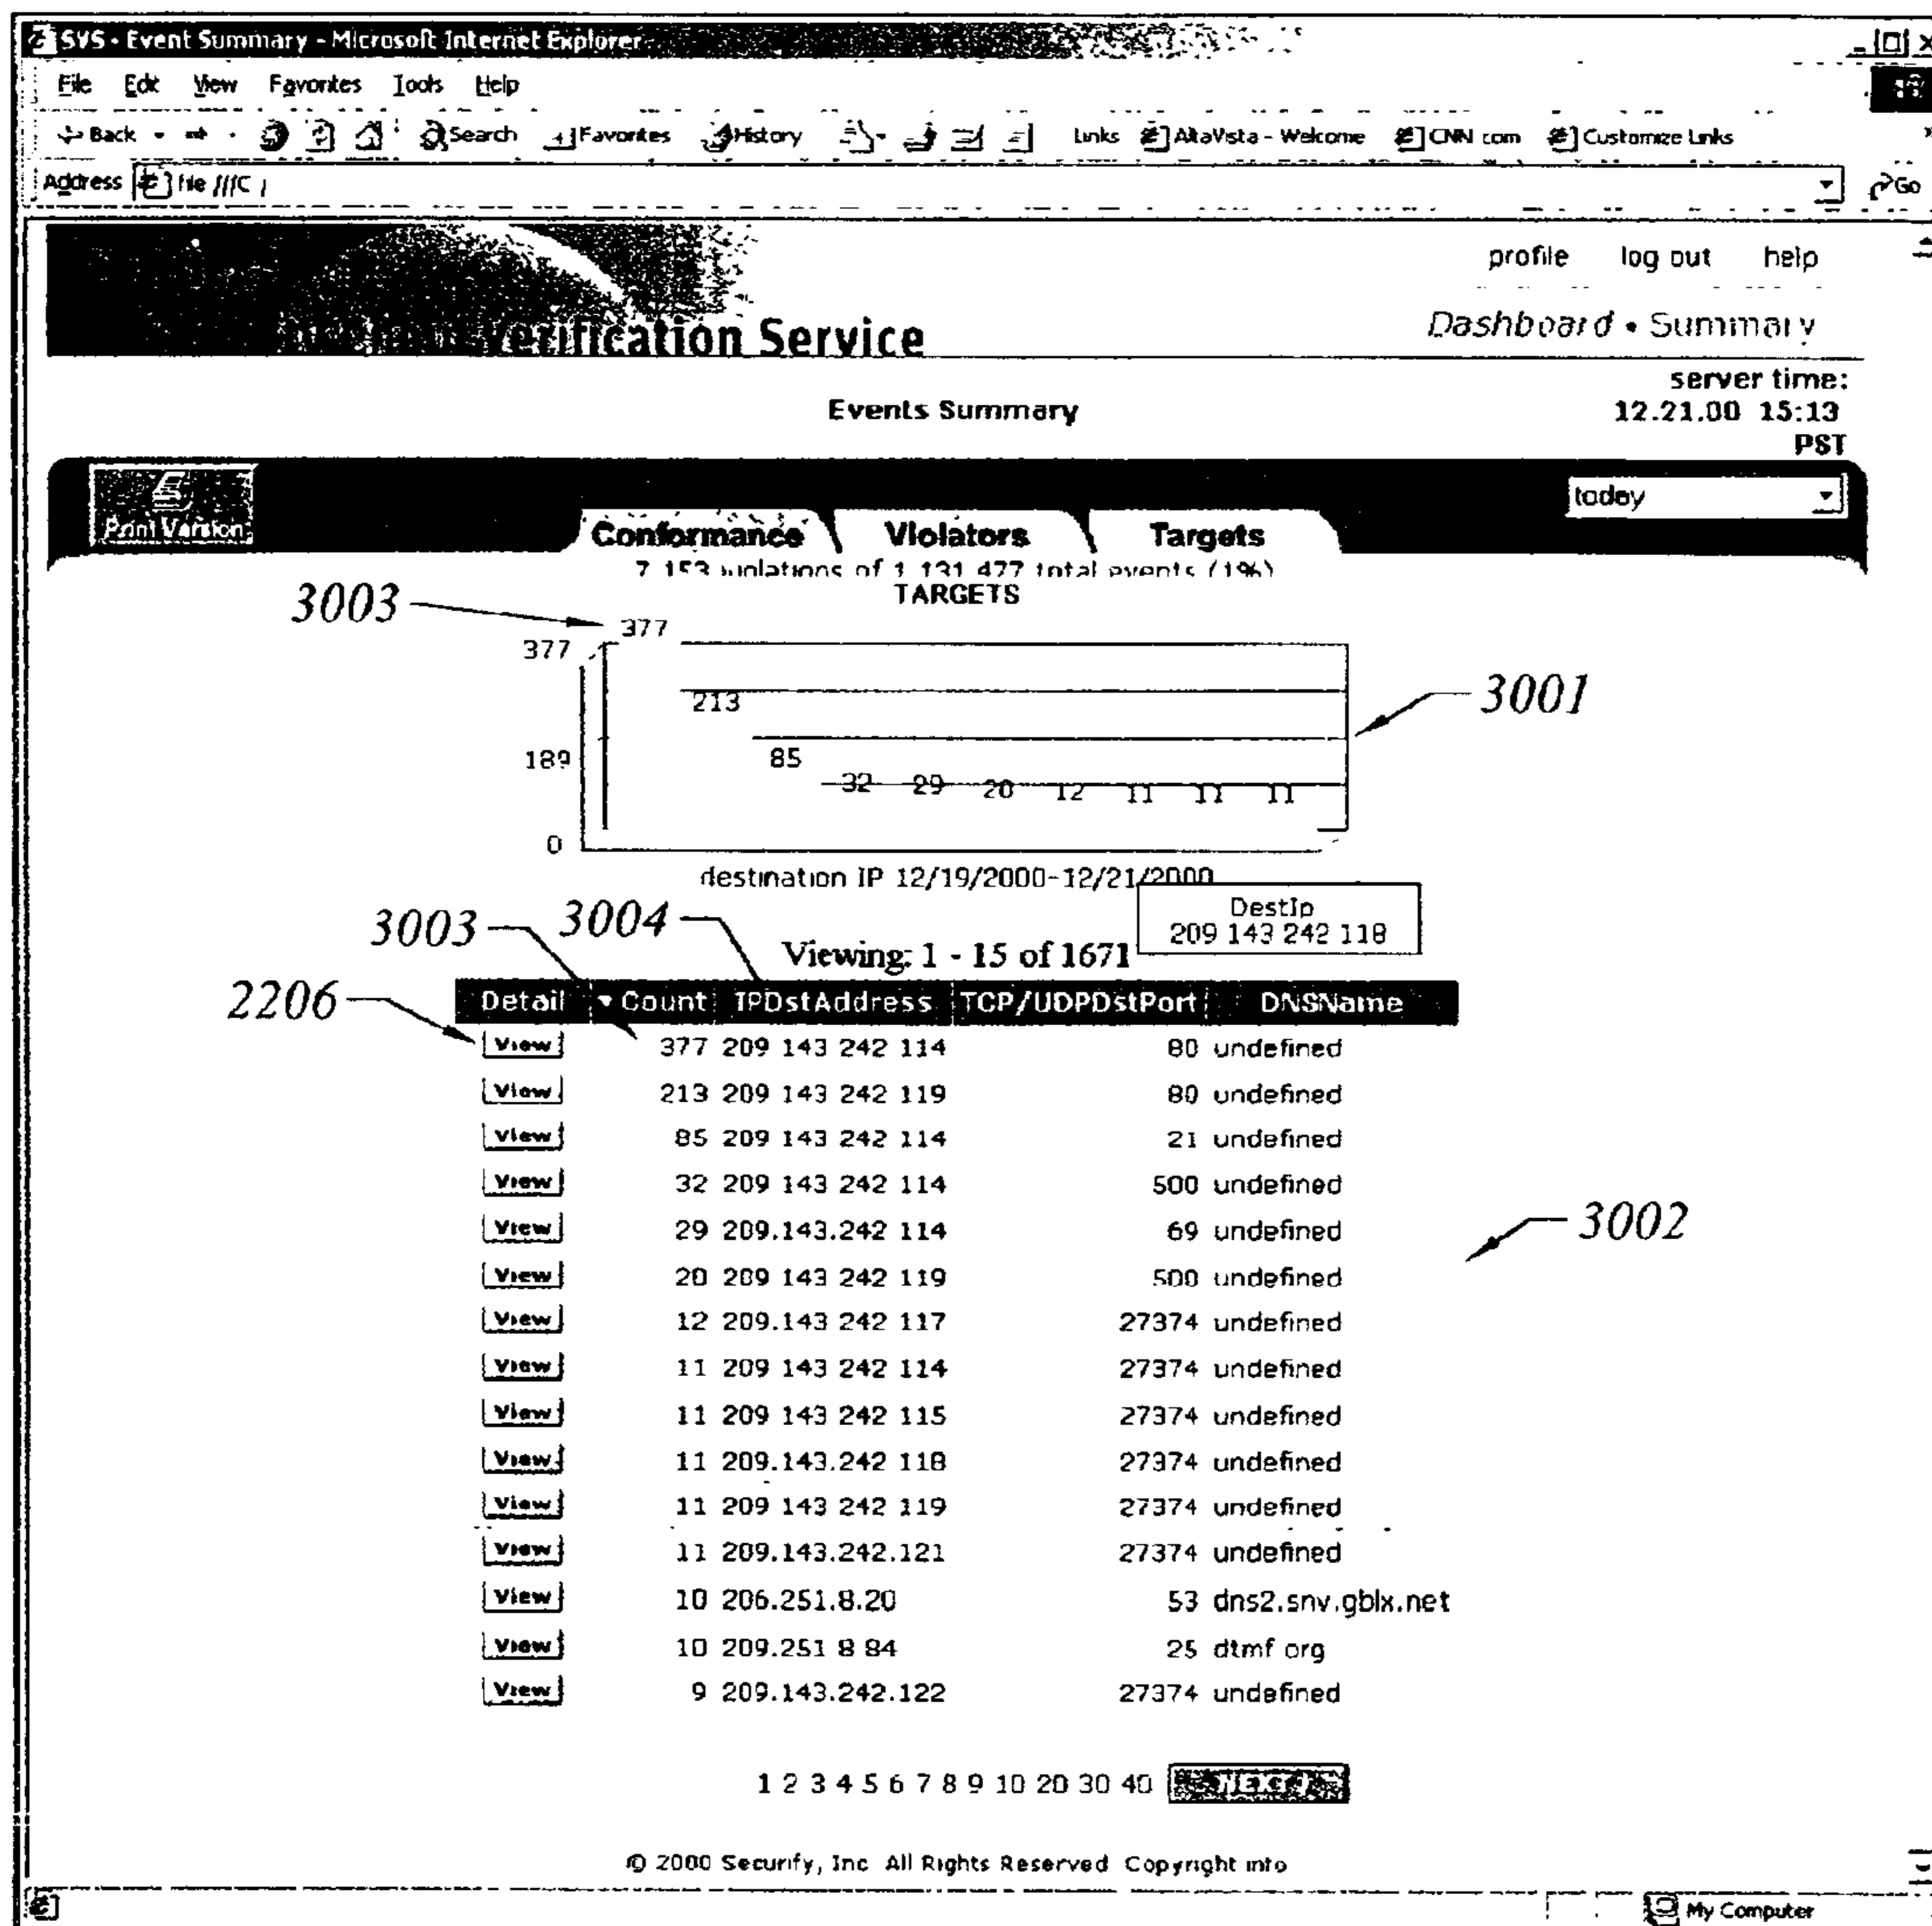 SVS - Event Summary - Microsoft Internet Explorer
File Edit View Favorites Tools Help
Back Search Favorites History Links AltaVista - Welcome CNN com Customize Links
Address file ///C / Go
profile log out help
Verification Service
Dashboard • Summary
server time:
Events Summary 12.21.00 15:13
PST
Print Version today
Conformance Violators Targets
7 153 violations of 1 131 477 total events (1%)
TARGETS
3003
377
377
213
3001
189
85
32 29 20 12 11 11 11
0
destination IP 12/19/2000-12/21/2000
DestIp
209 143 242 118
3003 3004
Viewing: 1 - 15 of 1671
2206
Detail Count IPDstAddress TCP/UDPDstPort DNSName
View 377 209 143 242 114 80 undefined
View 213 209 143 242 119 80 undefined
View 85 209 143 242 114 21 undefined
View 32 209 143 242 114 500 undefined
View 29 209.143.242 114 69 undefined
3002
View 20 209 143 242 119 500 undefined
View 12 209.143 242 117 27374 undefined
View 11 209 143 242 114 27374 undefined
View 11 209 143 242 115 27374 undefined
View 11 209.143.242 118 27374 undefined
View 11 209 143 242 119 27374 undefined
View 11 209.143.242.121 27374 undefined
View 10 206.251.8.20 53 dns2.snv.gblx.net
View 10 209.251 8 84 25 dtmf org
View 9 209.143.242.122 27374 undefined
1 2 3 4 5 6 7 8 9 10 20 30 40 NEXT
© 2000 Securify, Inc All Rights Reserved Copyright info
My Computer